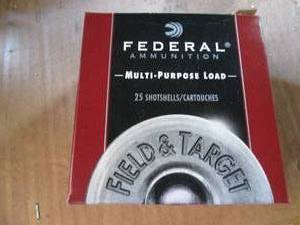 FEDERAL
AMMUNITION
MULTI-PURPOSE LOAD
25 SHOTSHELLS/CARTOUCHES
FIELD & TARGET